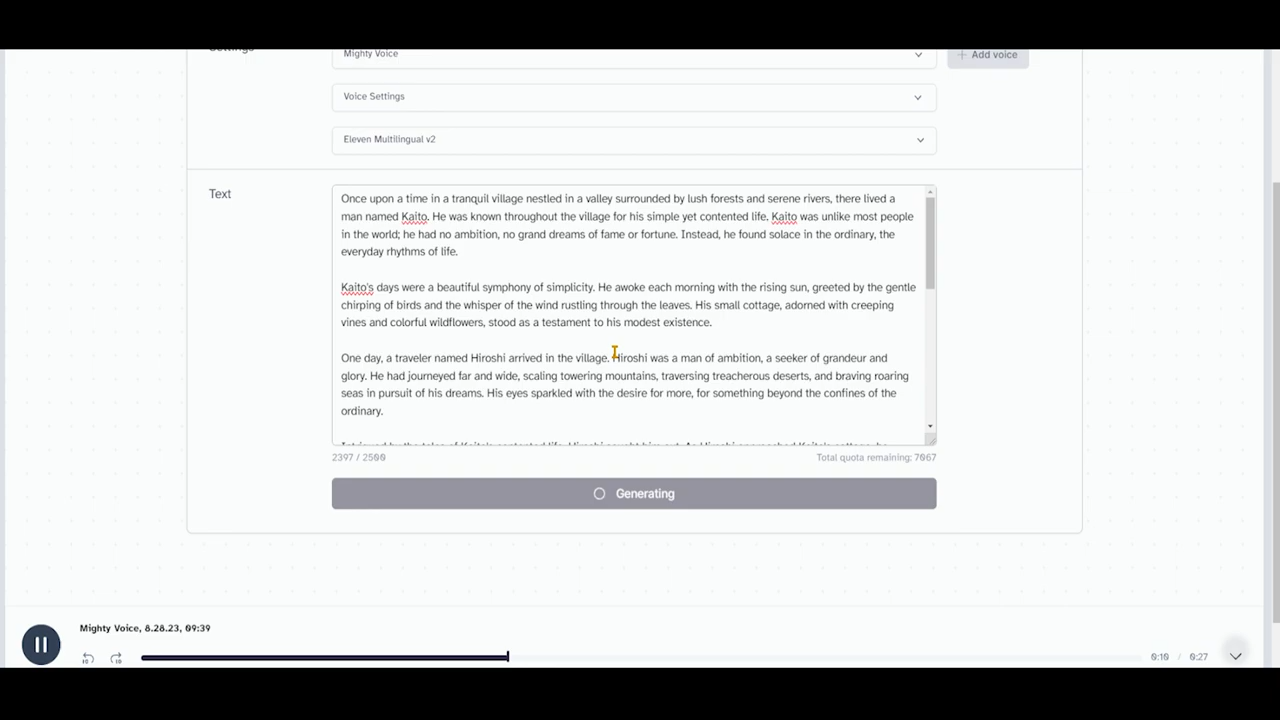 Settings
Mighty Voice
Add voice
Voice Settings
Eleven Multilingual v2
Text
Once upon a time in a tranquil village nestled in a valley surrounded by lush forests and serene rivers, there lived a
man named Kaito. He was known throughout the village for his simple yet contented life. Kaito was unlike most people
in the world; he had no ambition, no grand dreams of fame or fortune. Instead, he found solace in the ordinary, the
everyday rhythms of life.
Kaito's days were a beautiful symphony of simplicity. He awoke each morning with the rising sun, greeted by the gentle
chirping of birds and the whisper of the wind rustling through the leaves. His small cottage, adorned with creeping
vines and colorful wildflowers, stood as a testament to his modest existence.
One day, a traveler named Hiroshi arrived in the village. Hiroshi was a man of ambition, a seeker of grandeur and
glory. He had journeyed far and wide, scaling towering mountains, traversing treacherous deserts, and braving roaring
seas in pursuit of his dreams. His eyes sparkled with the desire for more, for something beyond the confines of the
ordinary.
2397 / 2500
Total quota remaining: 7067
Generating
Mighty Voice, 8.28.23, 09:39
10
10
0:10 / 0:27